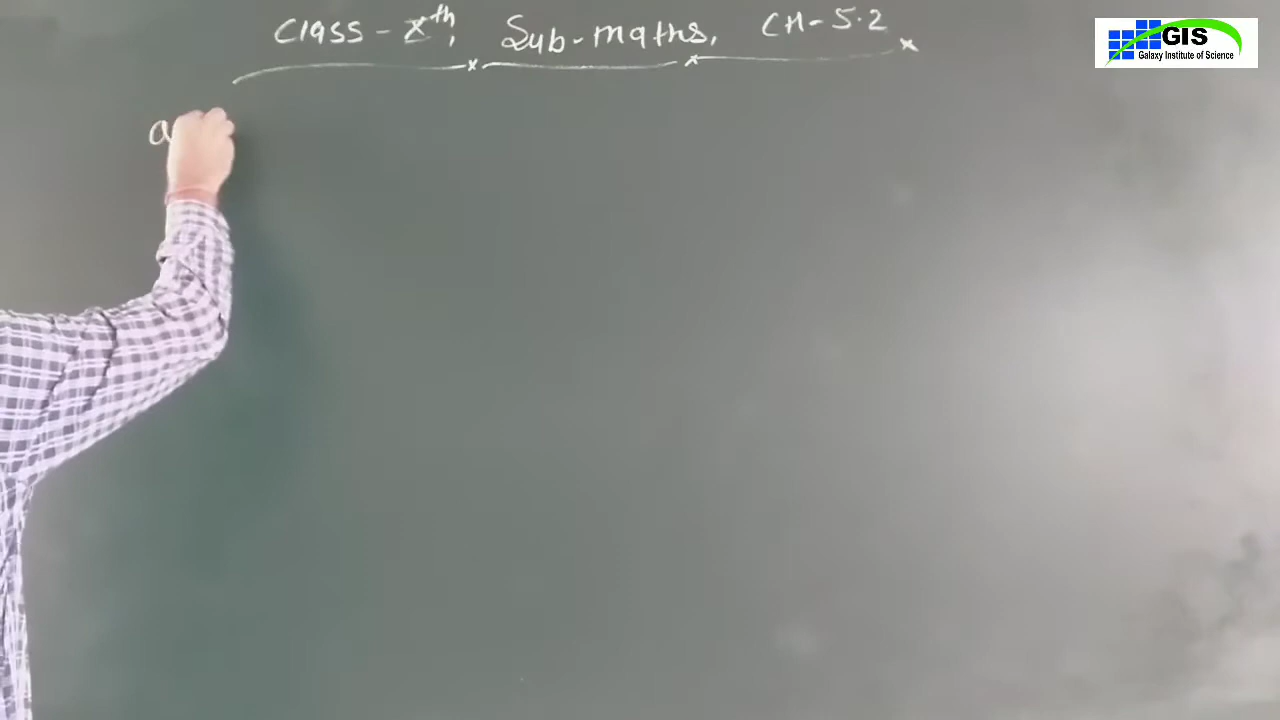 Class - Xth, Sub - maths, CH - 5.2
a
GIS
Galaxy Institute of Science